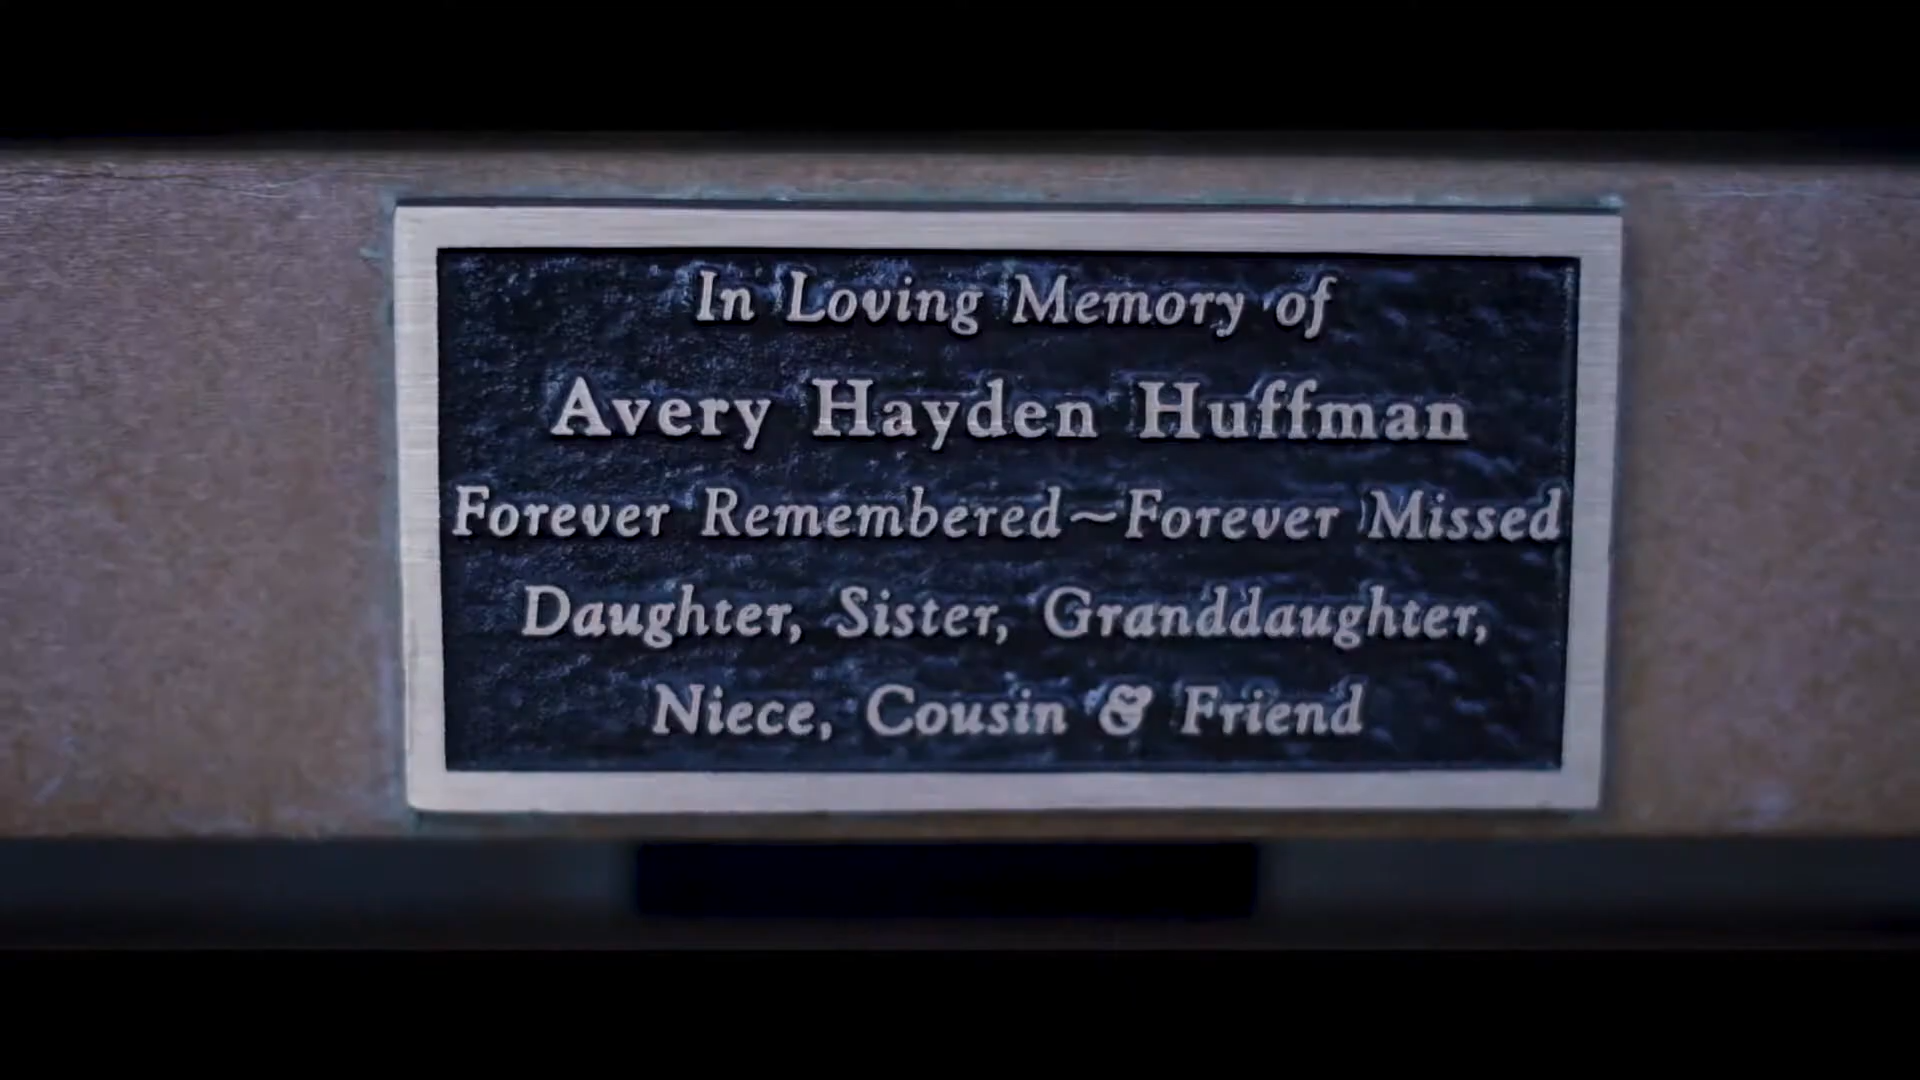 In Loving Memory of
Avery Hayden Huffman
Forever Remembered~Forever Missed
Daughter, Sister, Granddaughter,
Niece, Cousin & Friend